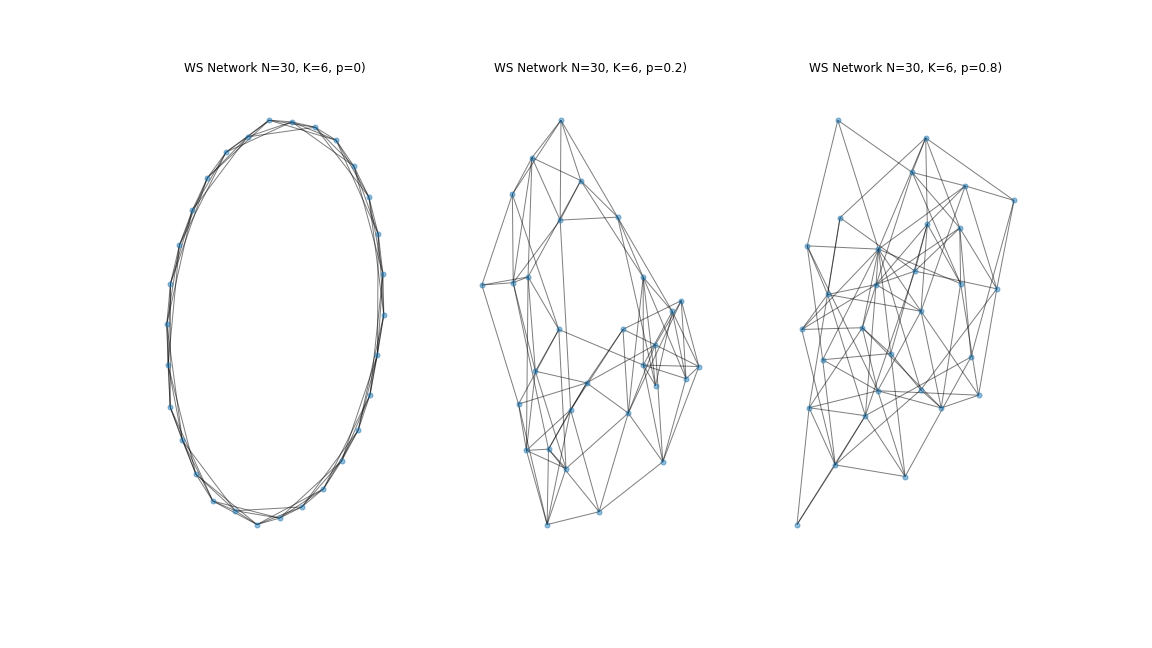 WS Network N=30, K=6, p=0)
WS Network N=30, K=6, p=0.2)
WS Network N=30, K=6, p=0.8)